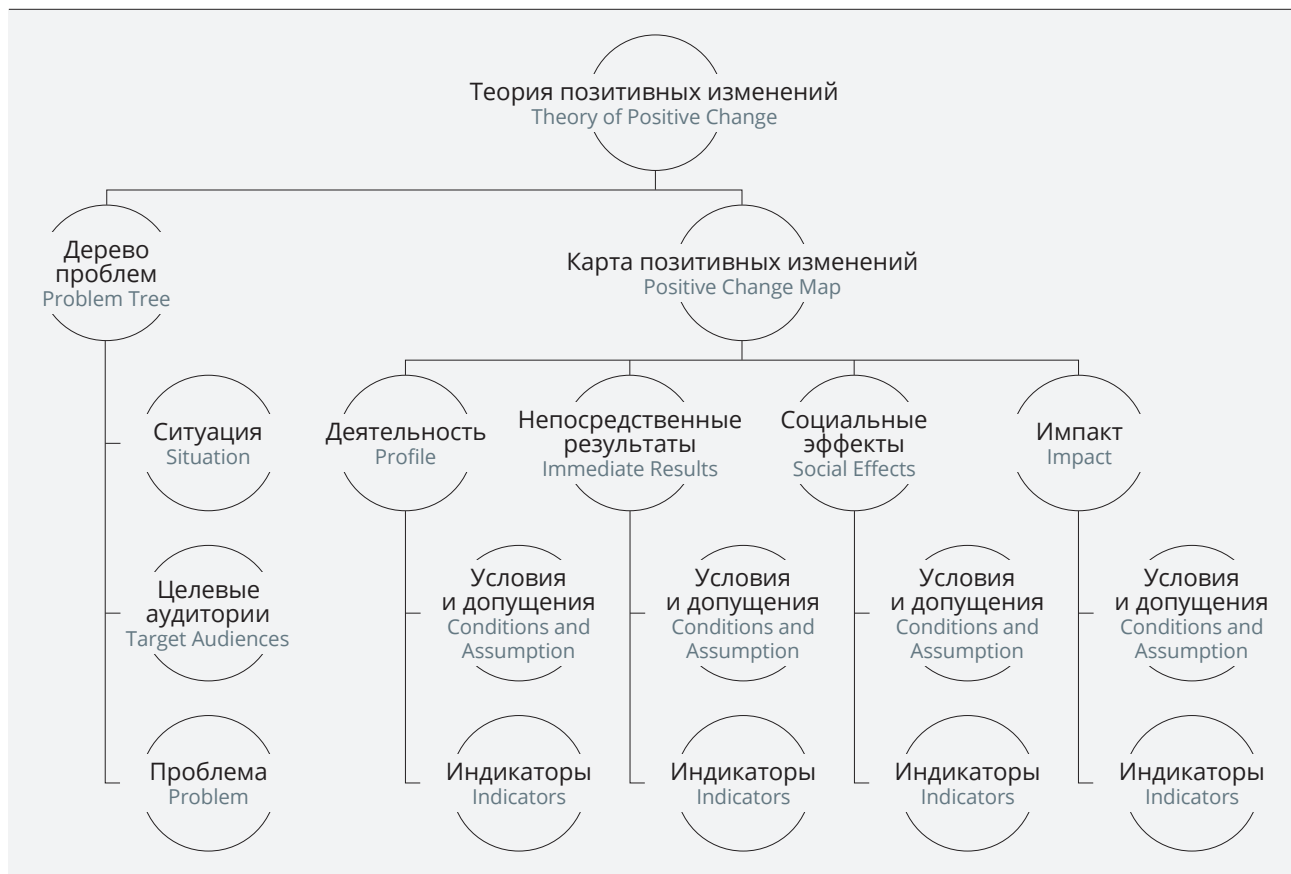 Теория позитивных изменений
Theory of Positive Change
Дерево
проблем
Problem Tree
Карта позитивных изменений
Positive Change Map
Ситуация
Situation
Деятельность
Profile
Непосредственные
результаты
Immediate Results
Социальные
эффекты
Social Effects
Импакт
Impact
Целевые
аудитории
Target Audiences
Условия
и допущения
Conditions and
Assumption
Условия
и допущения
Conditions and
Assumption
Условия
и допущения
Conditions and
Assumption
Условия
и допущения
Conditions and
Assumption
Проблема
Problem
Индикаторы
Indicators
Индикаторы
Indicators
Индикаторы
Indicators
Индикаторы
Indicators